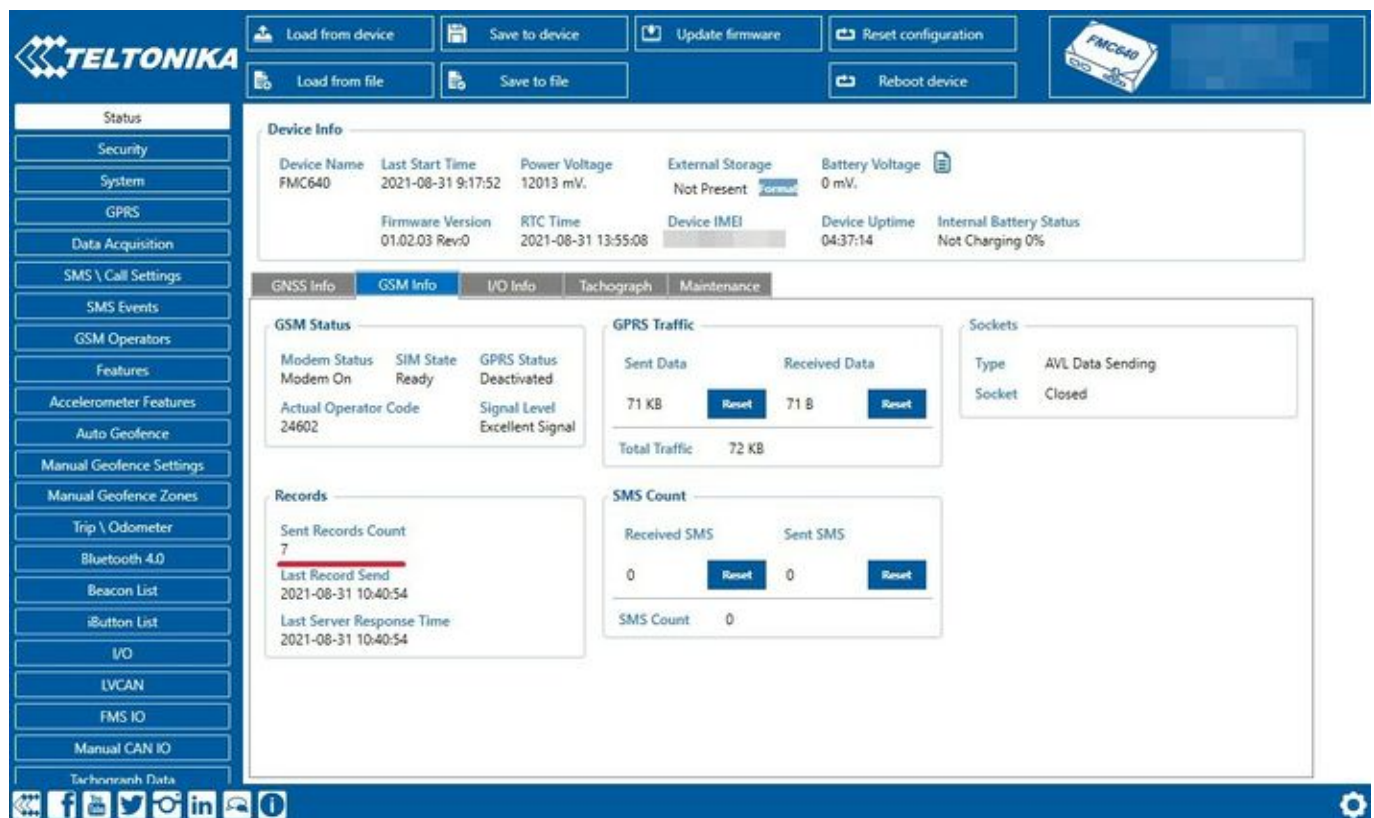 TELTONIKA
Load from device
Save to device
Update firmware
Reset configuration
Load from file
Save to file
Reboot device
FMC640
Status
Security
System
GPRS
Data Acquisition
SMS \ Call Settings
SMS Events
GSM Operators
Features
Accelerometer Features
Auto Geofence
Manual Geofence Settings
Manual Geofence Zones
Trip \ Odometer
Bluetooth 4.0
Beacon List
iButton List
I/O
LVCAN
FMS IO
Manual CAN IO
Tachograph Data
Device Info
Device Name Last Start Time Power Voltage External Storage Battery Voltage
FMC640 2021-08-31 9:17:52 12013 mV. Not Present Format 0 mV.
Firmware Version RTC Time Device IMEI Device Uptime Internal Battery Status
01.02.03 Rev:0 2021-08-31 13:55:08 04:37:14 Not Charging 0%
GNSS Info GSM Info I/O Info Tachograph Maintenance
GSM Status
Modem Status SIM State GPRS Status
Modem On Ready Deactivated
Actual Operator Code Signal Level
24602 Excellent Signal
GPRS Traffic
Sent Data Received Data
71 KB Reset 71 B Reset
Total Traffic 72 KB
Sockets
Type AVL Data Sending
Socket Closed
Records
Sent Records Count
7
Last Record Send
2021-08-31 10:40:54
Last Server Response Time
2021-08-31 10:40:54
SMS Count
Received SMS Sent SMS
0 Reset 0 Reset
SMS Count 0